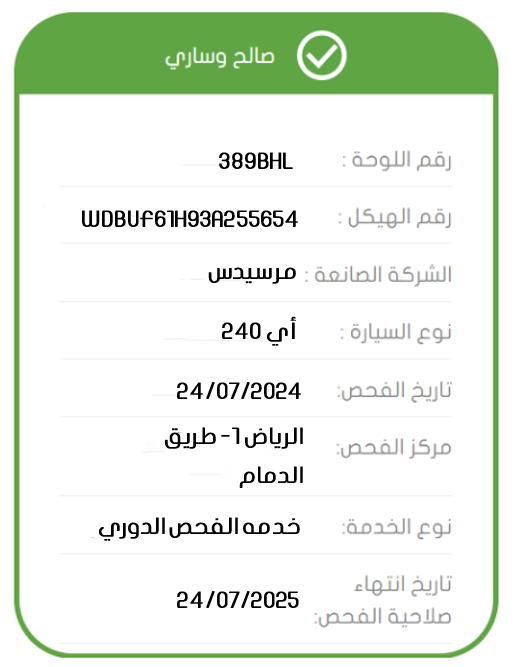 صالح وساري
رقم اللوحة : 389BHL
رقم الهيكل : WDBUF61H93A255654
الشركة الصانعة : مرسيدس
نوع السيارة : أي 240
تاريخ الفحص: 24/07/2024
مركز الفحص: الرياض 1- طريق
الدمام
نوع الخدمة: خدمه الفحص الدوري
تاريخ انتهاء
صلاحية الفحص: 24/07/2025